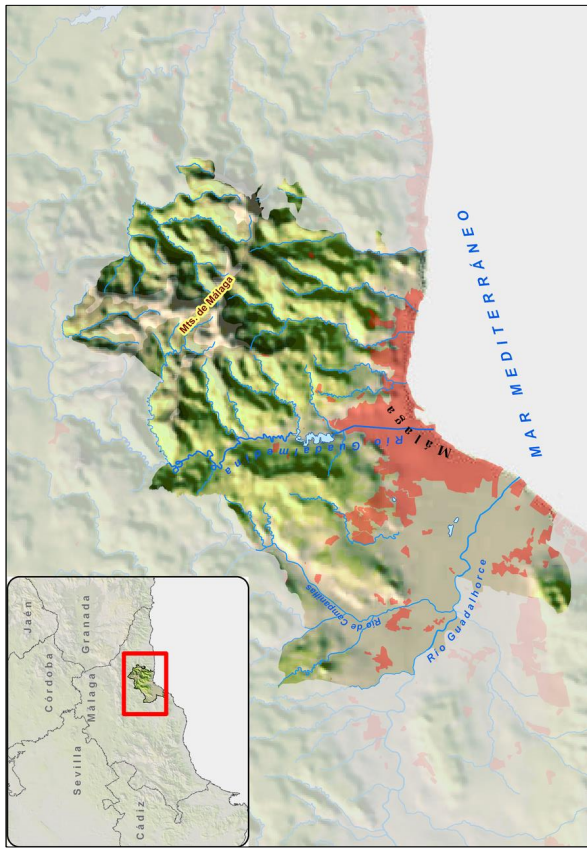 MAR MEDITERRÁNEO
Mts. de Málaga
Málaga
Río Guadalmedina
Río de Campanillas
Río Guadalhorce
Jaén
Granada
Córdoba
Málaga
Sevilla
Cádiz